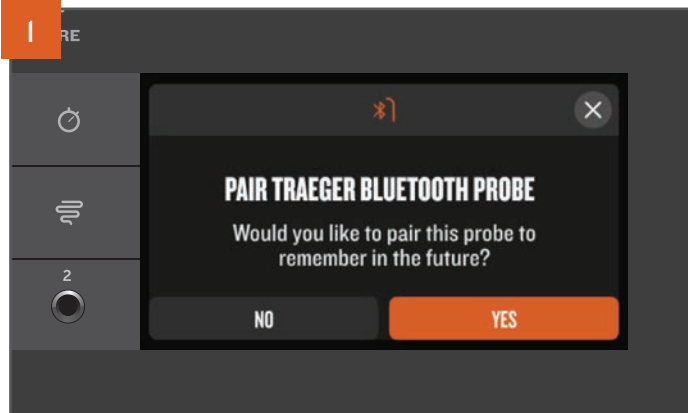 1
RE
PAIR TRAEGER BLUETOOTH PROBE
Would you like to pair this probe to
remember in the future?
2
NO
YES